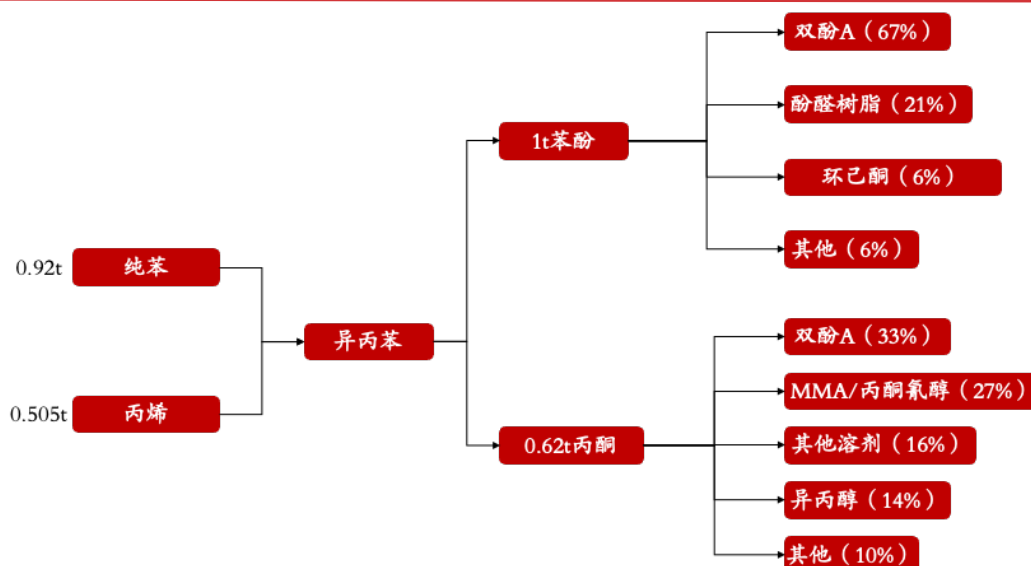 双酚A（67%）
酚醛树脂（21%）
1t苯酚
环己酮（6%）
其他（6%）
0.92t 纯苯
异丙苯
0.505t 丙烯
双酚A（33%）
MMA/丙酮氰醇（27%）
0.62t丙酮
其他溶剂（16%）
异丙醇（14%）
其他（10%）